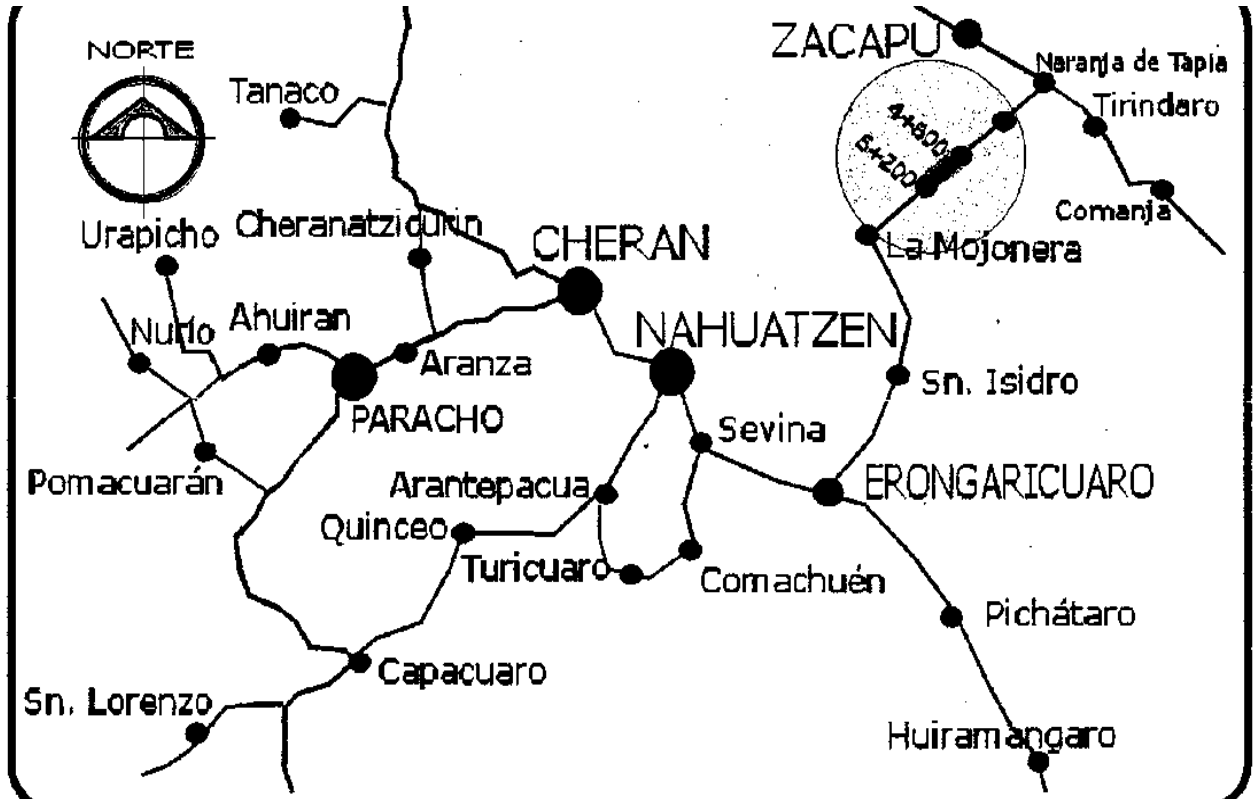 ZACAPU
NORTE
Naranja de Tapia
Tanaco
Tirindaro
4+800
6+200
Comanja
Cheranatzicurin
Urapicho
CHERAN
La Mojonera
Nurio
Ahuiran
NAHUATZEN
Aranza
Sn. Isidro
PARACHO
Sevina
Pomacuarán
Arantepacua
ERONGARICUARO
Quinceo
Turicuaro
Comachuén
Pichátaro
Capacuaro
Sn. Lorenzo
Huiramangaro